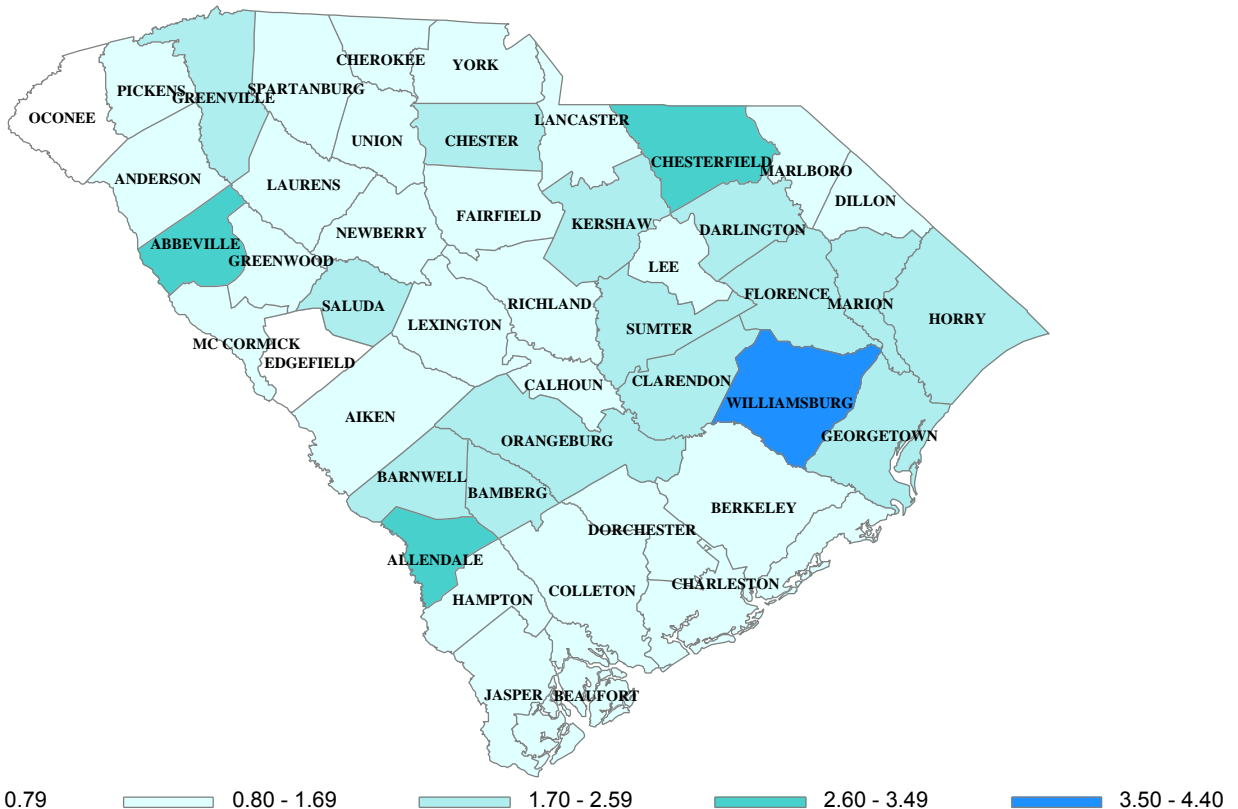 CHEROKEE
YORK
PICKENS
SPARTANBURG
GREENVILLE
OCONEE
LANCASTER
UNION
CHESTER
CHESTERFIELD
MARLBORO
ANDERSON
LAURENS
DILLON
FAIRFIELD
KERSHAW
DARLINGTON
NEWBERRY
ABBEVILLE
GREENWOOD
LEE
FLORENCE
SALUDA
RICHLAND
MARION
HORRY
LEXINGTON
SUMTER
MC CORMICK
EDGEFIELD
CALHOUN
CLARENDON
WILLIAMSBURG
AIKEN
GEORGETOWN
ORANGEBURG
BARNWELL
BAMBERG
BERKELEY
DORCHESTER
ALLENDALE
CHARLESTON
COLLETON
HAMPTON
JASPER
BEAUFORT
0.79
0.80 - 1.69
1.70 - 2.59
2.60 - 3.49
3.50 - 4.40